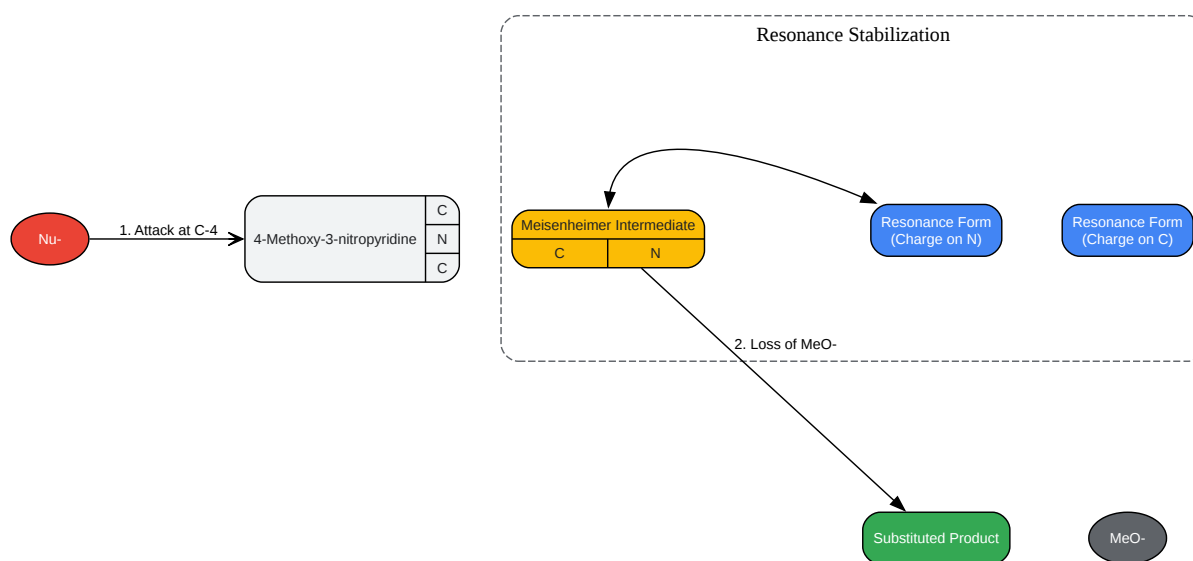 Resonance Stabilization
Nu-
1. Attack at C-4
4-Methoxy-3-nitropyridine
C
N
C
Meisenheimer Intermediate
C
N
Resonance Form
(Charge on N)
Resonance Form
(Charge on C)
2. Loss of MeO-
Substituted Product
MeO-